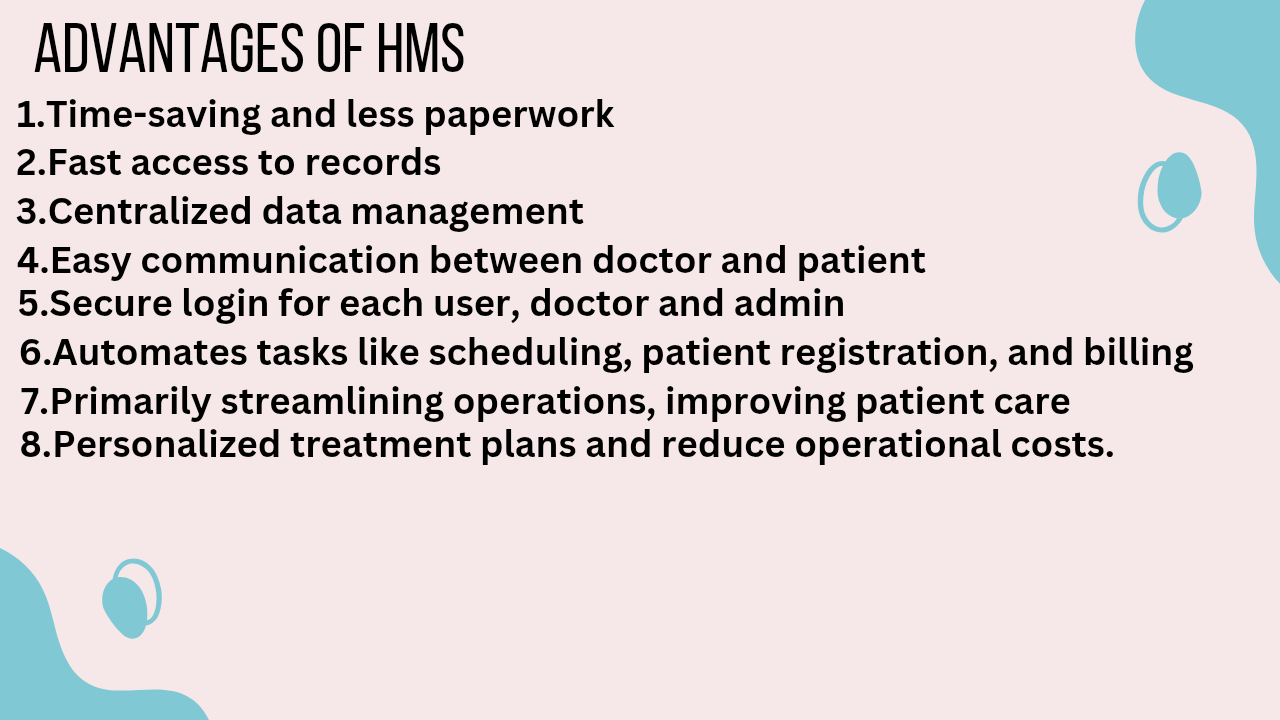 ADVANTAGES OF HMS
1.Time-saving and less paperwork
2.Fast access to records
3.Centralized data management
4.Easy communication between doctor and patient
5.Secure login for each user, doctor and admin
6.Automates tasks like scheduling, patient registration, and billing
7.Primarily streamlining operations, improving patient care
8.Personalized treatment plans and reduce operational costs.